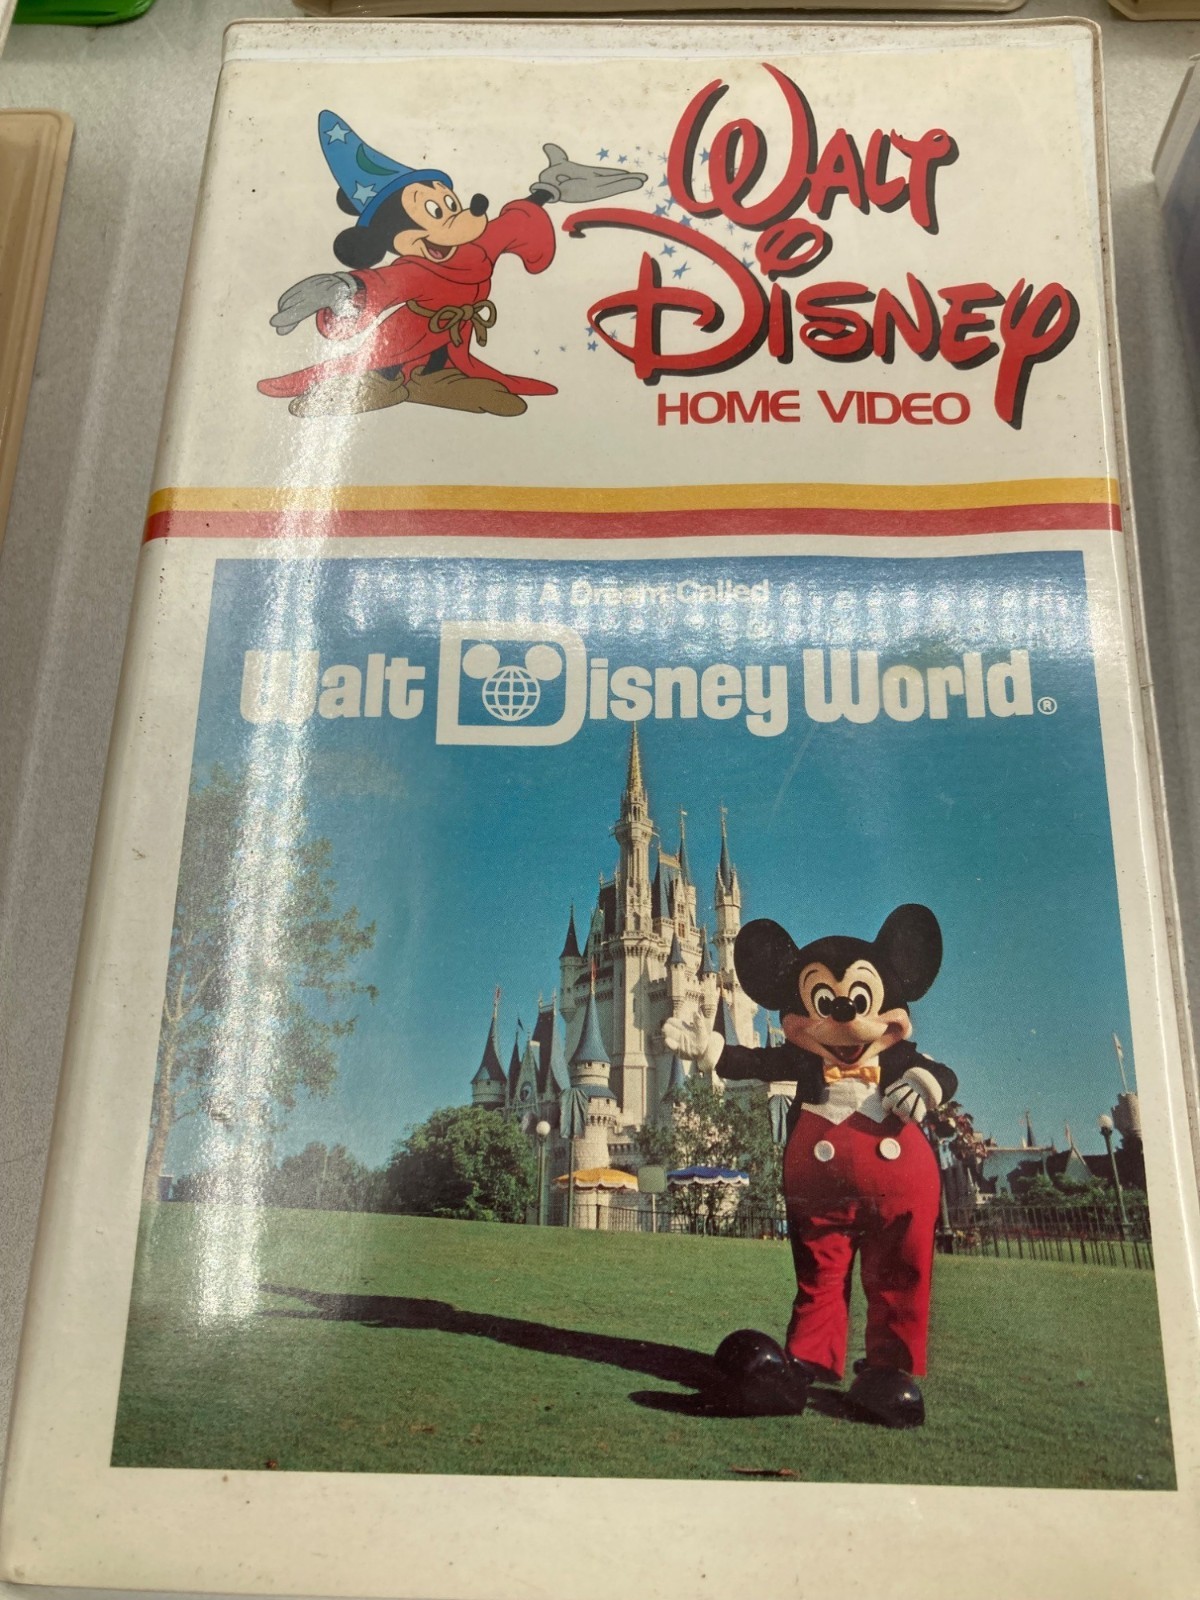 WALT
DISNEY
HOME VIDEO
A Dream Called
Walt Disney World®